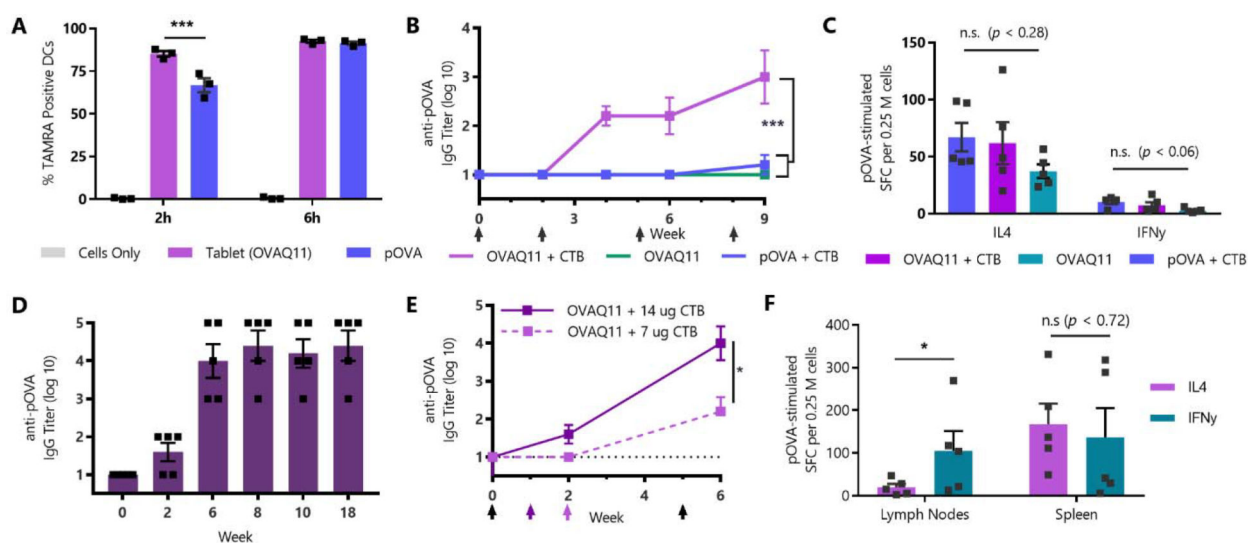 A
% TAMRA Positive DCs
100
75
50
25
0
***
2h
6h
Cells Only
Tablet (OVAQ11)
pOVA
B
anti-pOVA
IgG Titer (log 10)
5
4
3
2
1
***
0
3
6
9
Week
OVAQ11 + CTB
OVAQ11
pOVA + CTB
C
n.s. (p < 0.28)
pOVA-stimulated
SFC per 0.25 M cells
150
100
50
0
n.s. (p < 0.06)
IL4
IFNy
OVAQ11 + CTB
OVAQ11
pOVA + CTB
D
anti-pOVA
IgG Titer (log 10)
5
4
3
2
1
0
2
6
8
10
18
Week
E
OVAQ11 + 14 ug CTB
OVAQ11 + 7 ug CTB
anti-pOVA
IgG Titer (log 10)
5
4
3
2
1
*
0
2
6
Week
F
n.s (p < 0.72)
pOVA-stimulated
SFC per 0.25 M cells
400
300
200
100
0
*
IL4
IFNy
Lymph Nodes
Spleen